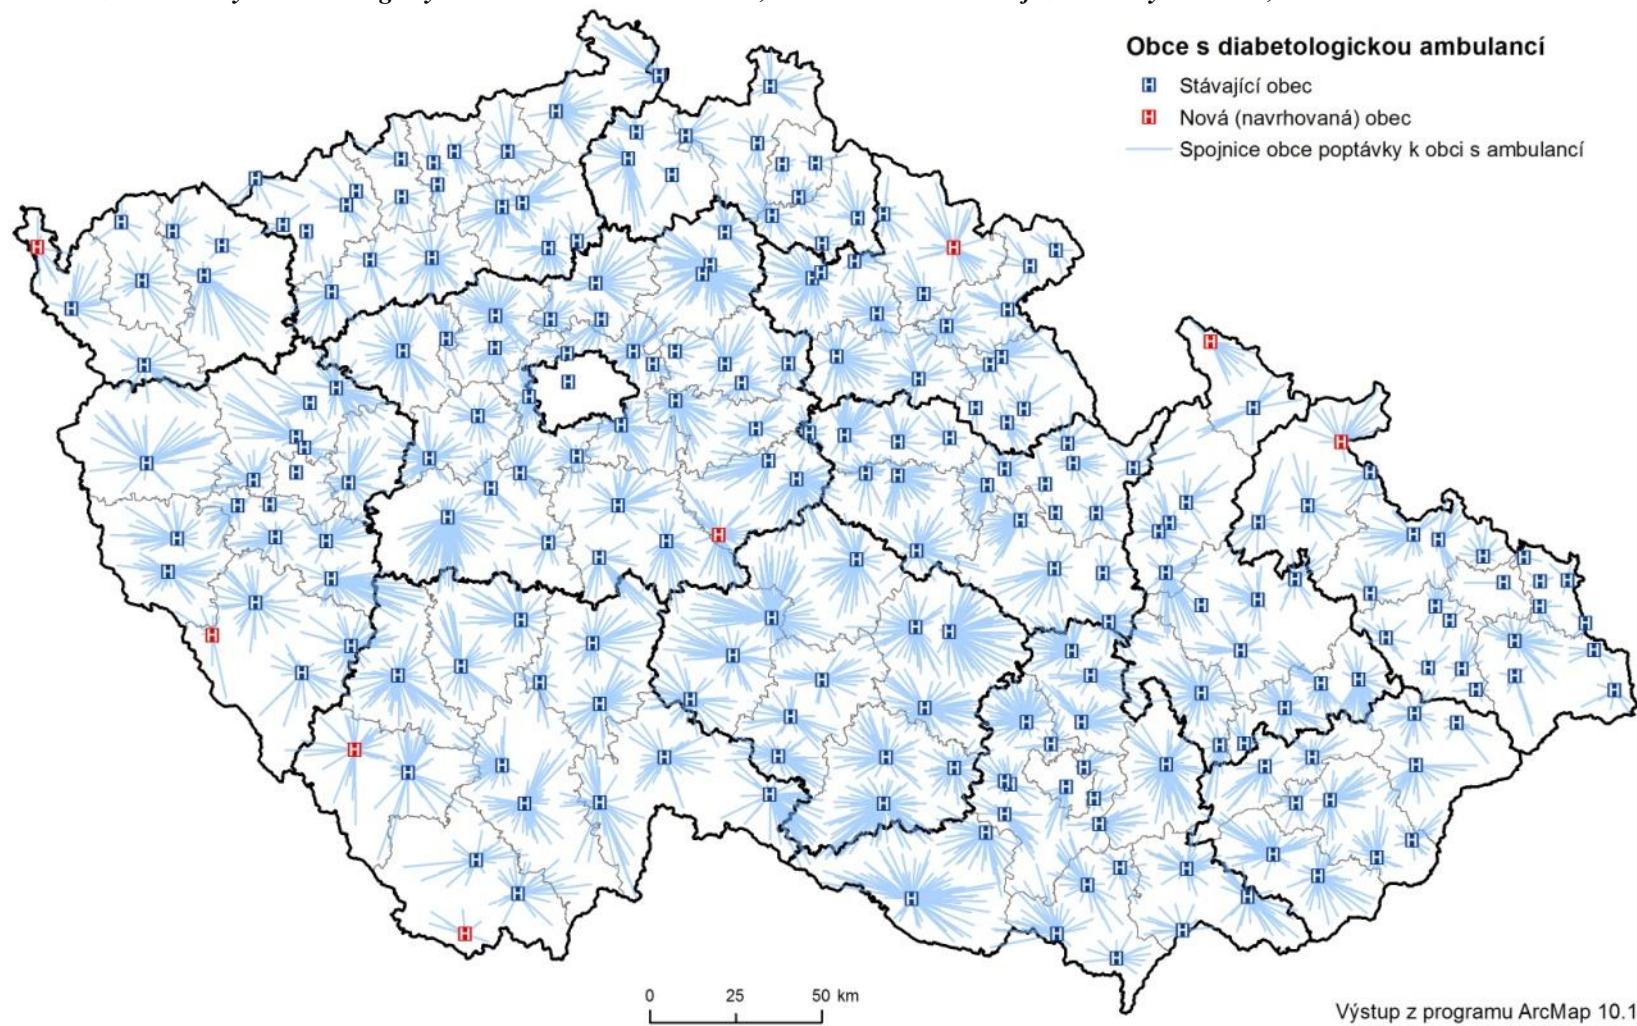 Obce s diabetologickou ambulancí
Stávající obec
Nová (navrhovaná) obec
Spojnice obce poptávky k obci s ambulancí
0 25 50 km
Výstup z programu ArcMap 10.1